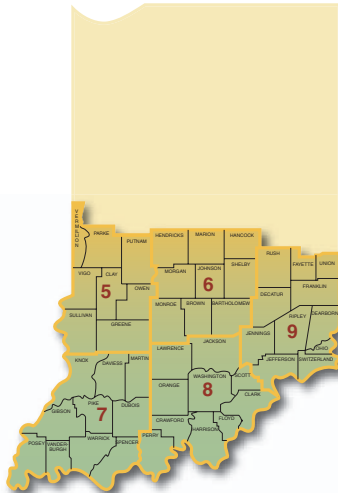 VERMILLION
PARKE
PUTNAM
VIGO
CLAY
5
OWEN
SULLIVAN
GREENE
HENDRICKS
MARION
HANCOCK
MORGAN
JOHNSON
SHELBY
6
MONROE
BROWN
BARTHOLOMEW
RUSH
FAYETTE
UNION
FRANKLIN
DECATUR
RIPLEY
DEARBORN
9
JENNINGS
OHIO
JEFFERSON
SWITZERLAND
KNOX
DAVIESS
MARTIN
PIKE
DUBOIS
GIBSON
7
POSEY
VANDER-
BURGH
WARRICK
SPENCER
LAWRENCE
JACKSON
ORANGE
WASHINGTON
SCOTT
8
CLARK
CRAWFORD
FLOYD
HARRISON
PERRY